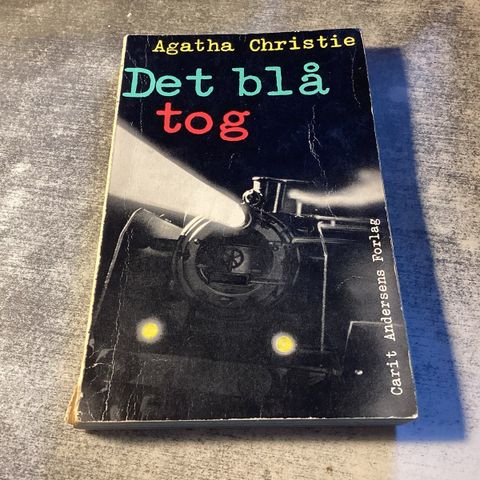 Agatha Christie
Det blå
tog
Carit Andersens Forlag